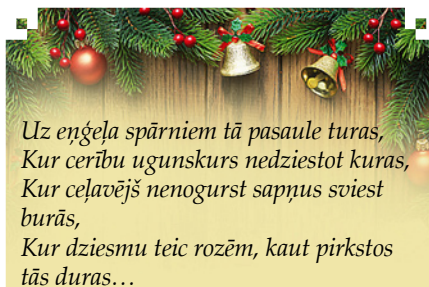 Uz eņģeļa spārniem tā pasaule turas,
Kur cerību ugunskurs nedziestot kuras,
Kur ceļavējš nenogurst sapņus sviest
burās,
Kur dziesmu teic rozēm, kaut pirkstos
tās duras…